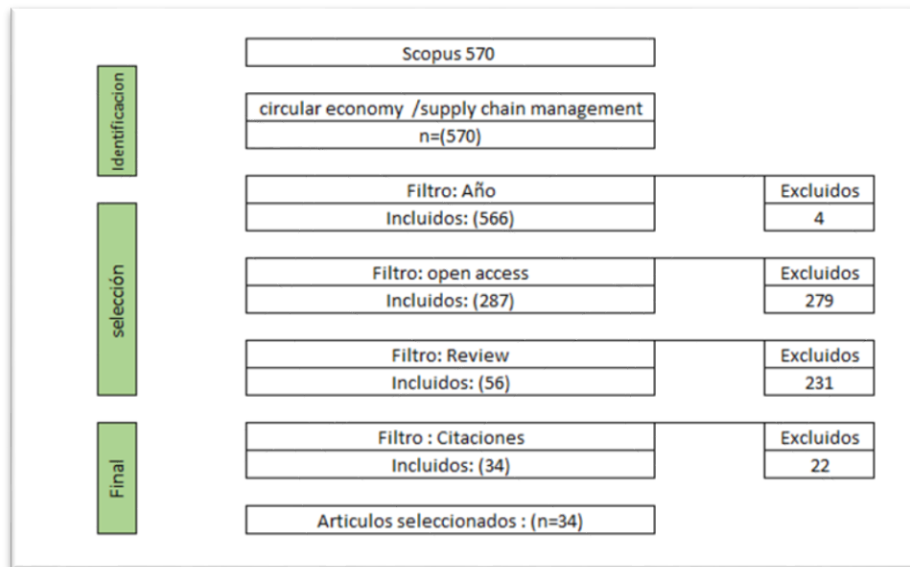 Scopus 570
Identificacion
circular economy /supply chain management
n=(570)
Filtro: Año
Excluidos
Incluidos: (566)
4
selección
Filtro: open access
Excluidos
Incluidos: (287)
279
Filtro: Review
Excluidos
Incluidos: (56)
231
Final
Filtro : Citaciones
Excluidos
Incluidos: (34)
22
Articulos seleccionados : (n=34)